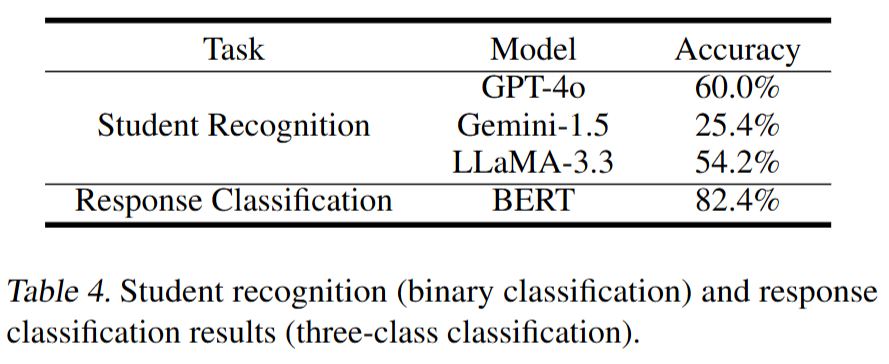 Task Model Accuracy
GPT-4o 60.0%
Student Recognition Gemini-1.5 25.4%
LLaMA-3.3 54.2%
Response Classification BERT 82.4%
Table 4. Student recognition (binary classification) and response
classification results (three-class classification).